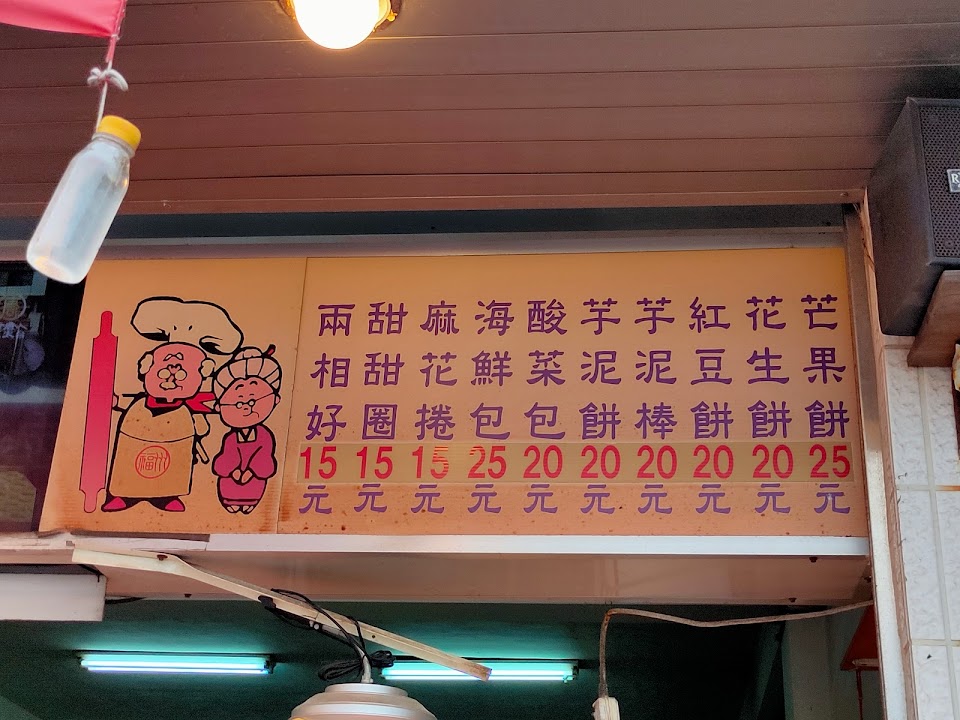 芒果餅25元
花生餅20元
紅豆餅20元
芋泥棒20元
芋泥餅20元
酸菜包20元
海鮮包25元
麻花捲15元
甜甜圈15元
兩相好15元
福